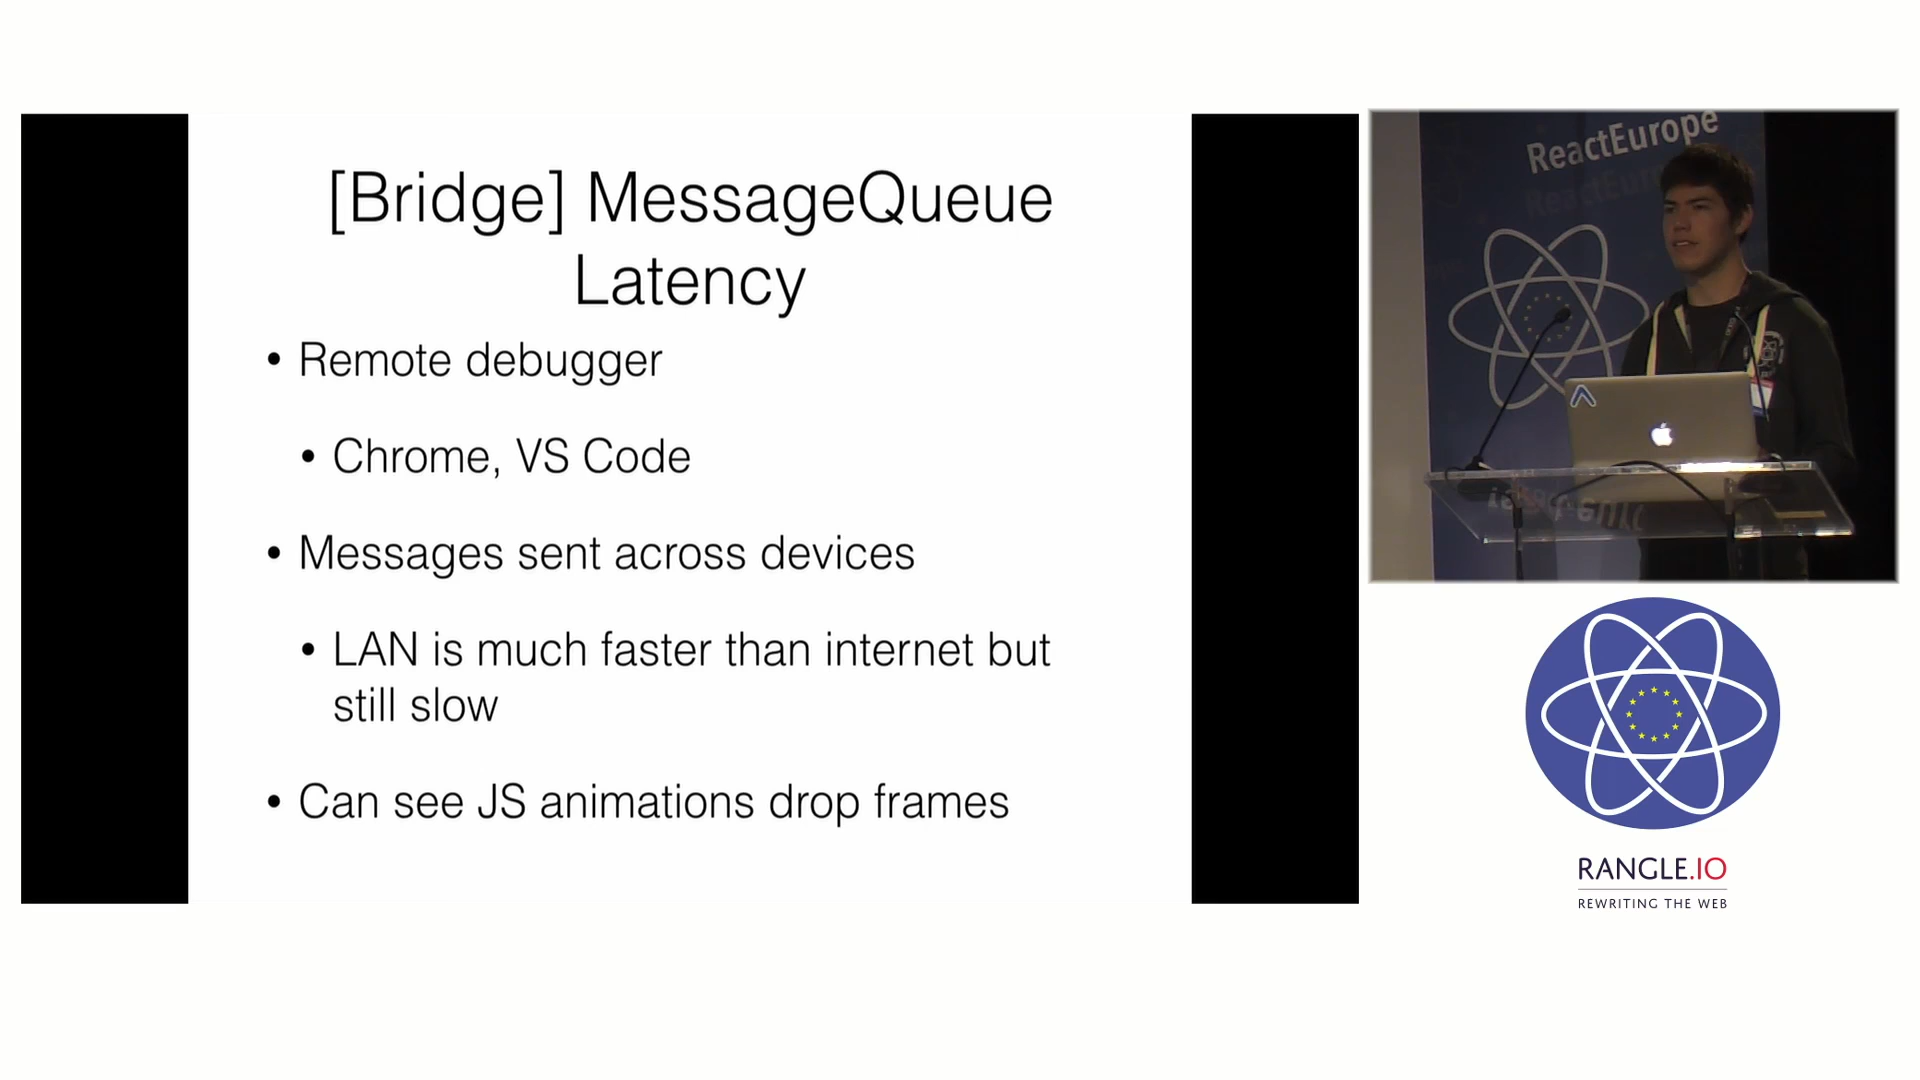 [Bridge] MessageQueue
Latency
• Remote debugger
• Chrome, VS Code
• Messages sent across devices
• LAN is much faster than internet but
still slow
• Can see JS animations drop frames
ReactEurope
RANGLE.IO
REWRITING THE WEB